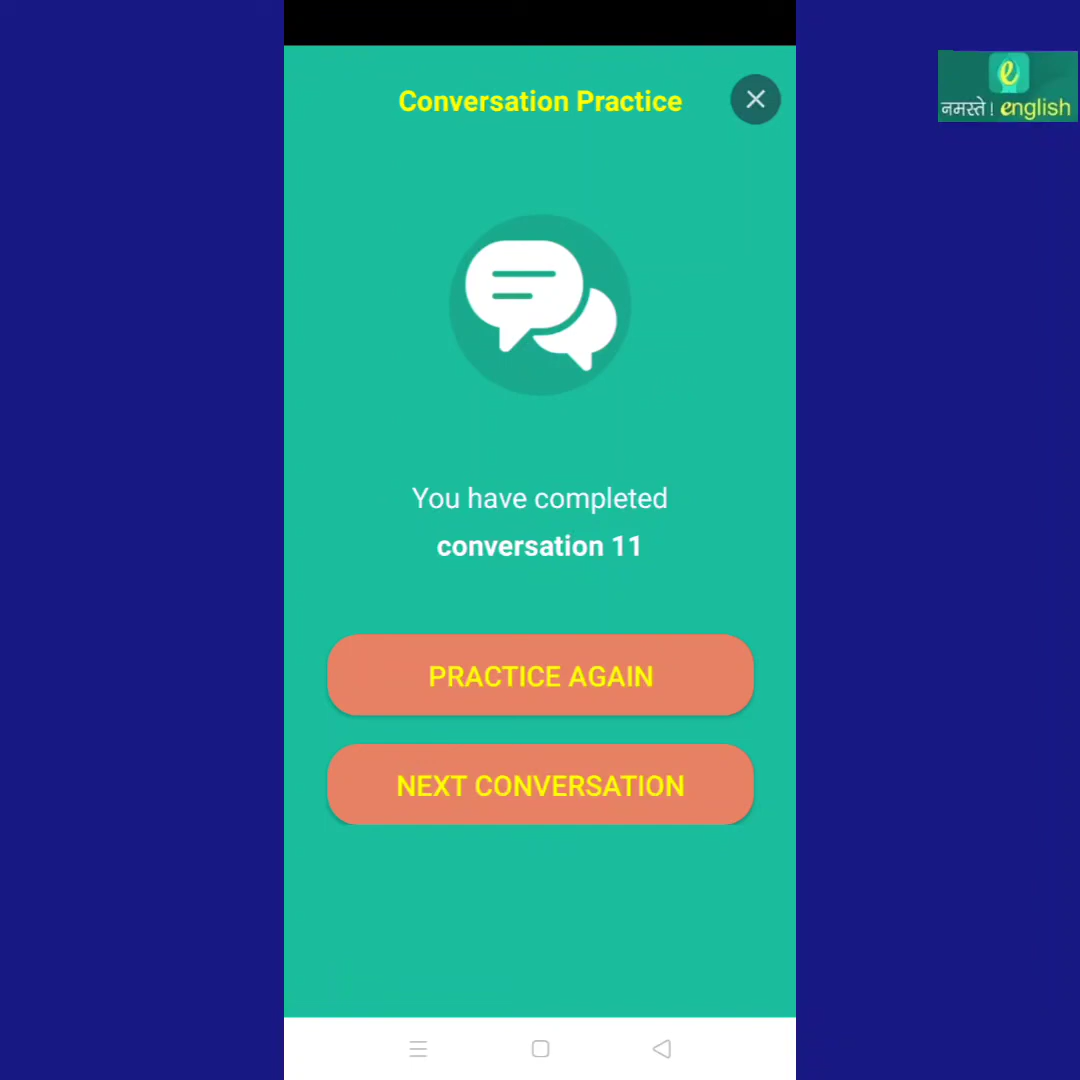 Conversation Practice
नमस्ते। english
You have completed
conversation 11
PRACTICE AGAIN
NEXT CONVERSATION